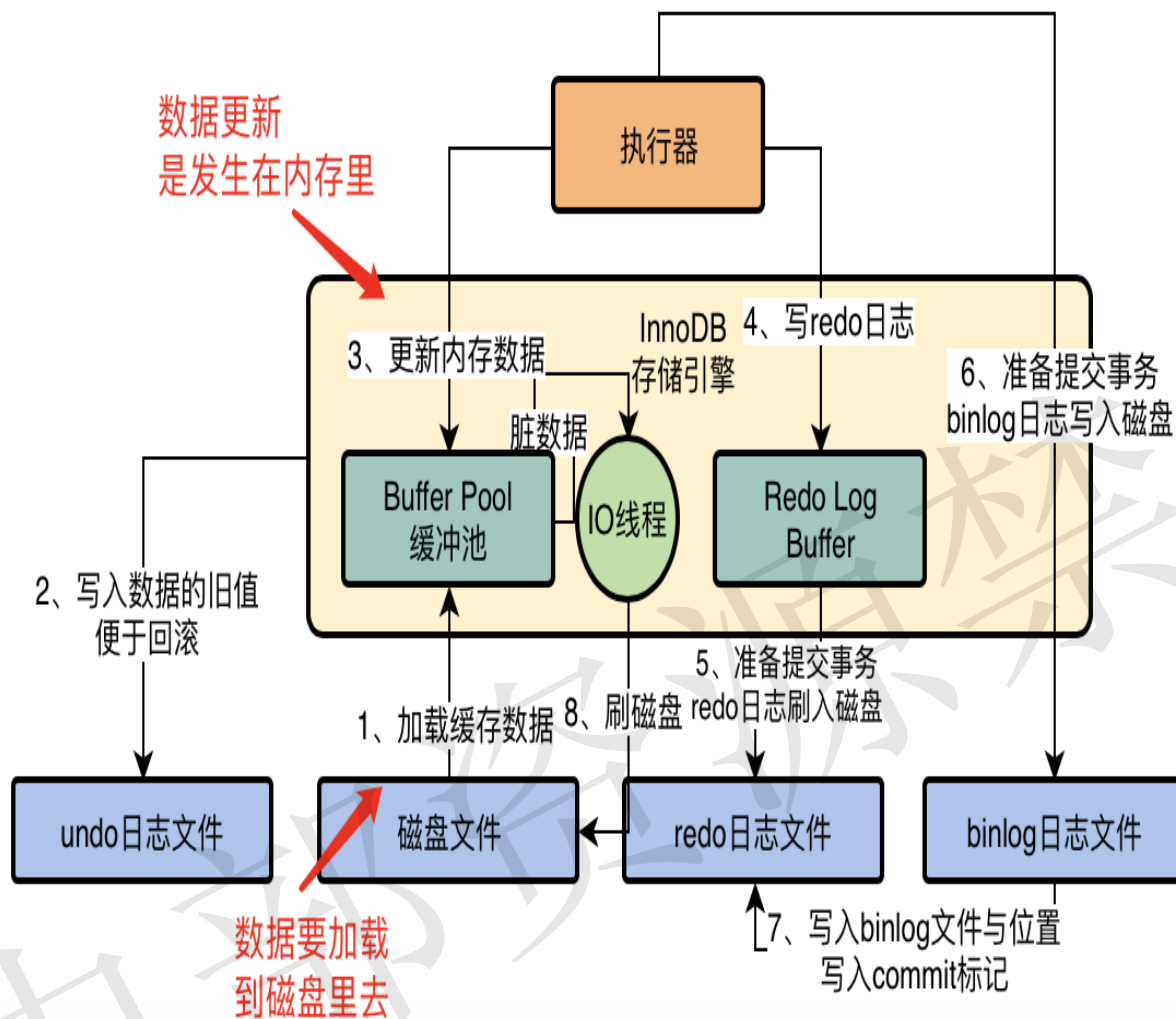 执行器
数据更新
是发生在内存里
InnoDB
存储引擎
3、更新内存数据
4、写redo日志
6、准备提交事务
binlog日志写入磁盘
脏数据
Buffer Pool
缓冲池
IO线程
Redo Log
Buffer
2、写入数据的旧值
便于回滚
5、准备提交事务
redo日志刷入磁盘
1、加载缓存数据
8、刷磁盘
undo日志文件
磁盘文件
redo日志文件
binlog日志文件
数据要加载
到磁盘里去
7、写入binlog文件与位置
写入commit标记
内部资源禁